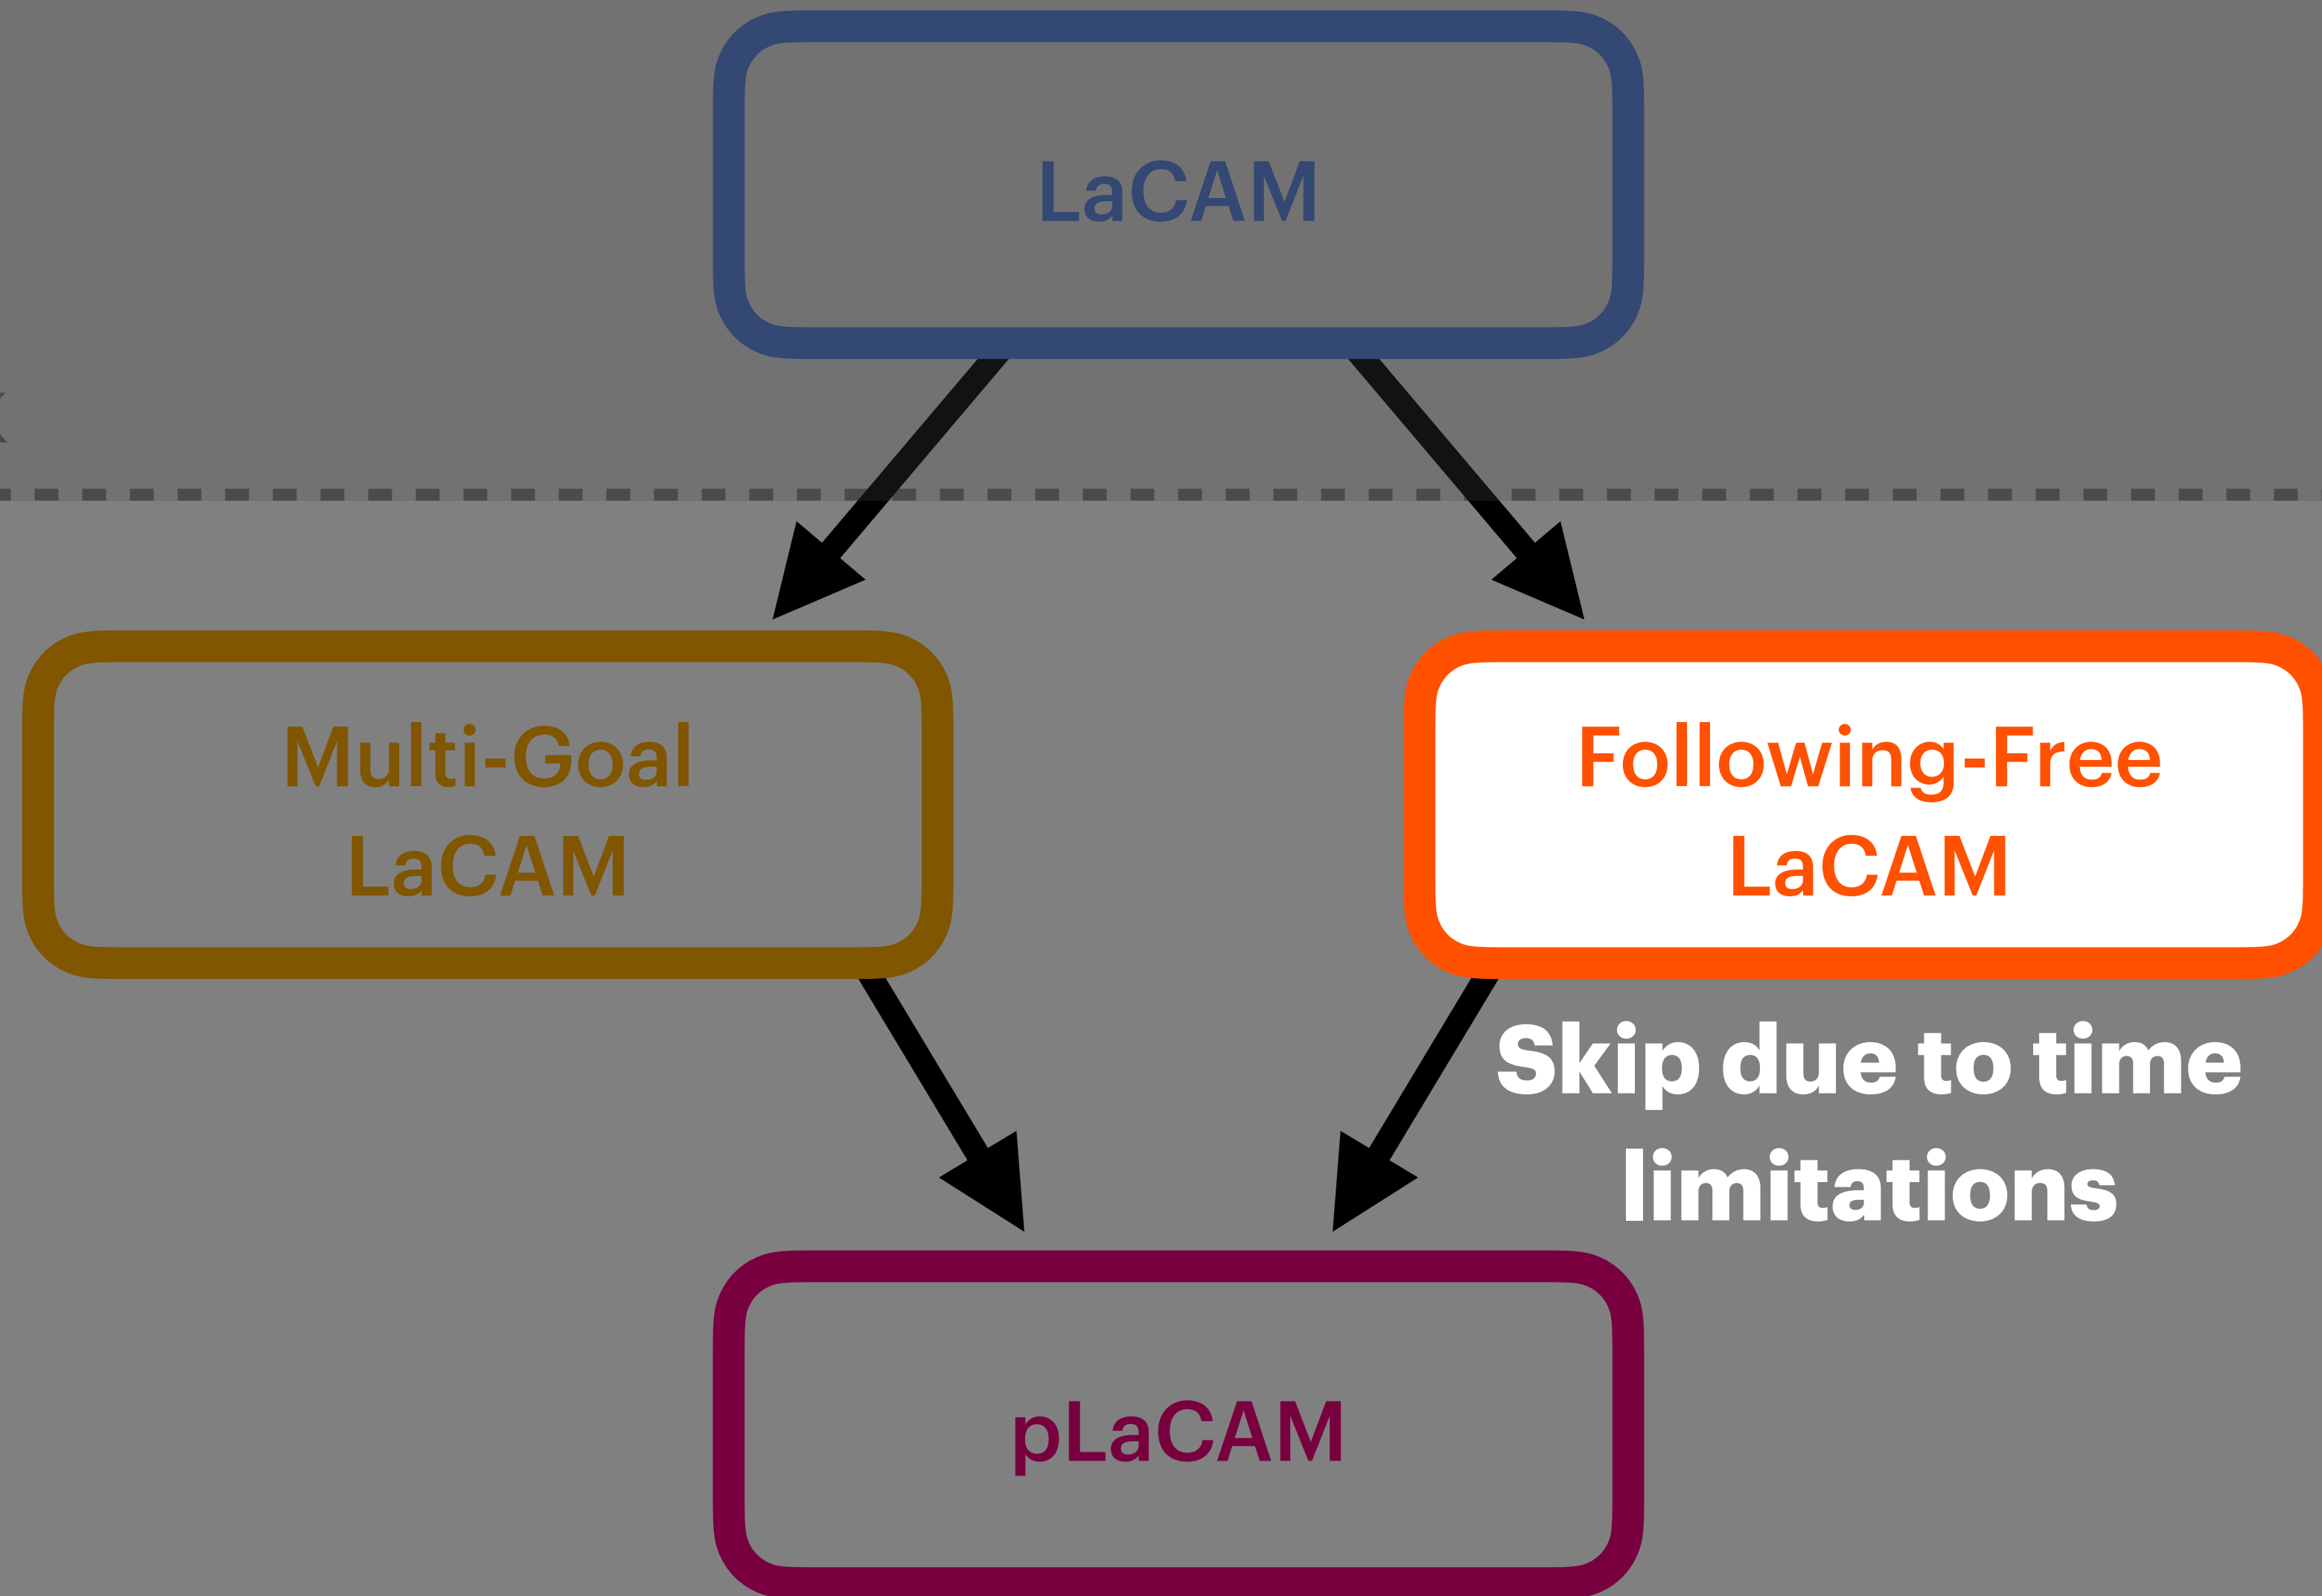 LaCAM
Multi-Goal
LaCAM
Following-Free
LaCAM
Skip due to time
limitations
pLaCAM